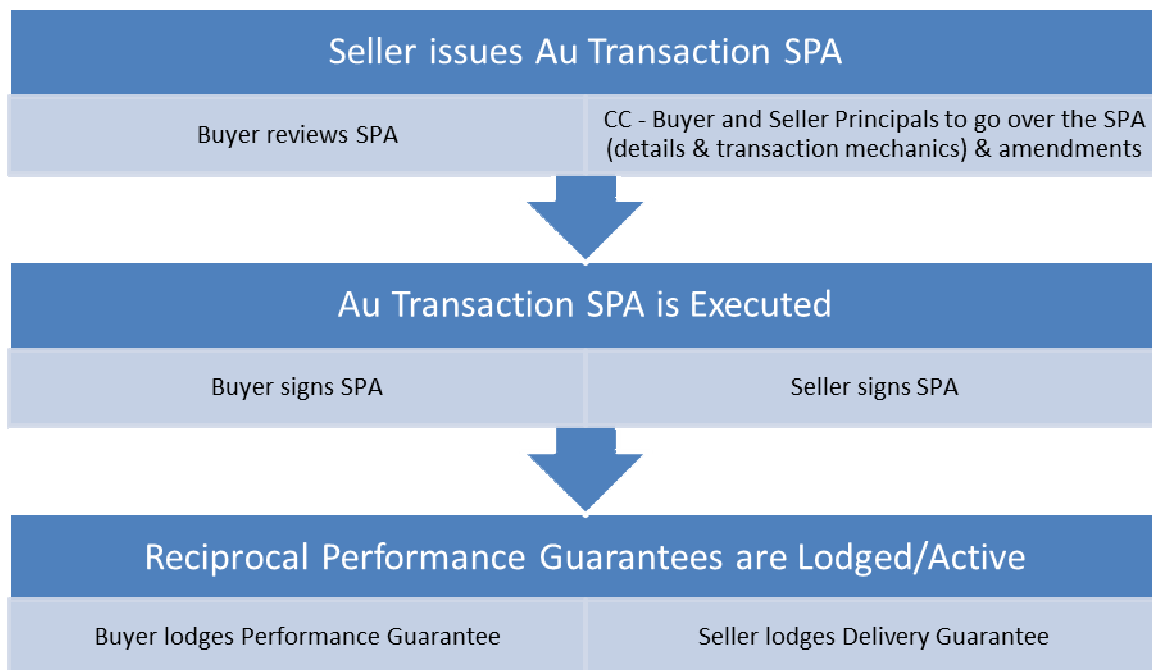 Seller issues Au Transaction SPA
Buyer reviews SPA
CC - Buyer and Seller Principals to go over the SPA
(details & transaction mechanics) & amendments
Au Transaction SPA is Executed
Buyer signs SPA
Seller signs SPA
Reciprocal Performance Guarantees are Lodged/Active
Buyer lodges Performance Guarantee
Seller lodges Delivery Guarantee